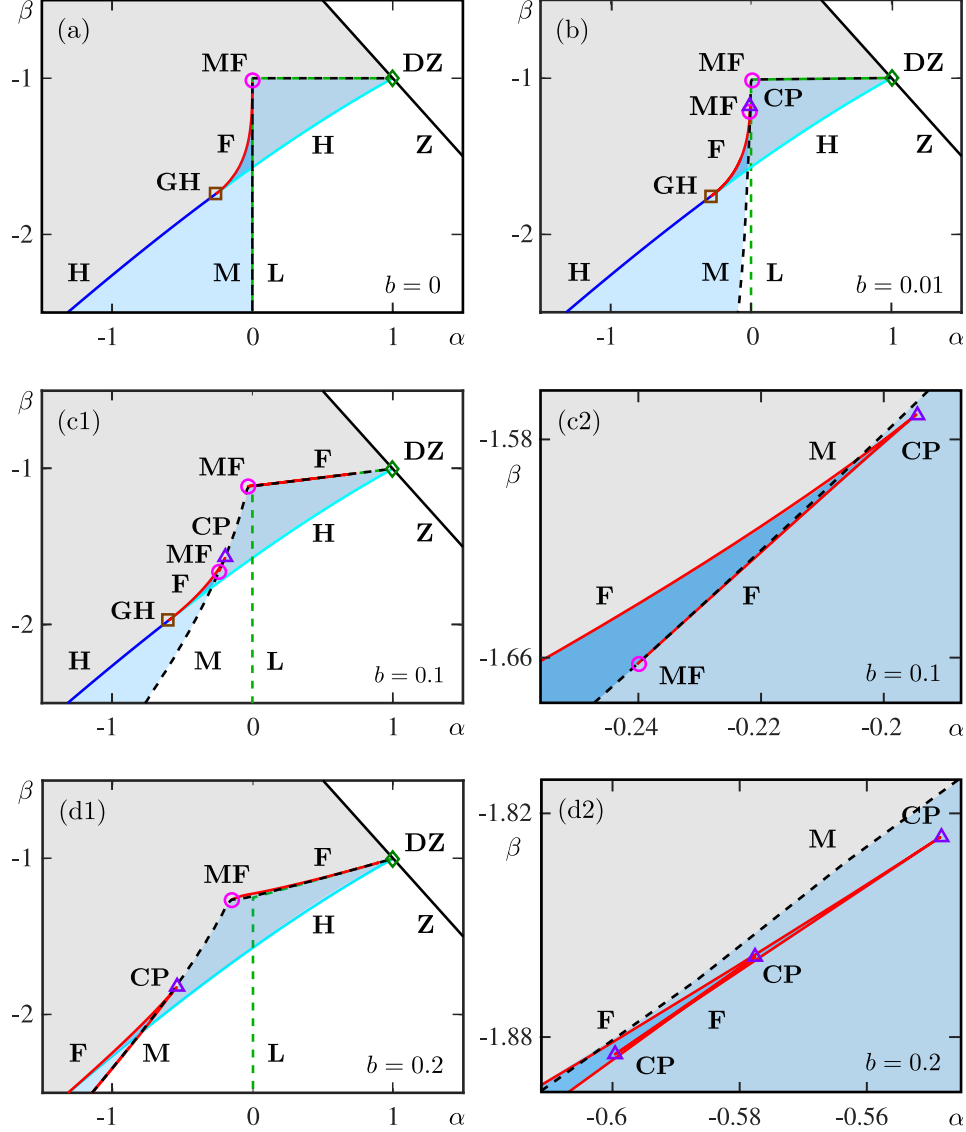 β (a) MF DZ
-1
F H Z
GH
-2
H M L b = 0
-1 0 1 α
(b) MF DZ
-1
MF CP
F H Z
GH
-2
H M L b = 0.01
-1 0 1 α
β (c1) F DZ
-1
MF
CP
MF H Z
F
GH
-2
H M L b = 0.1
-1 0 1 α
(c2) M CP
-1.58
β
F F
-1.66
MF b = 0.1
-0.24 -0.22 -0.2 α
β (d1) F DZ
-1
MF
H Z
CP
-2
F M L b = 0.2
-1 0 1 α
(d2) CP
-1.82
M
β
CP
F F
-1.88
CP b = 0.2
-0.6 -0.58 -0.56 α